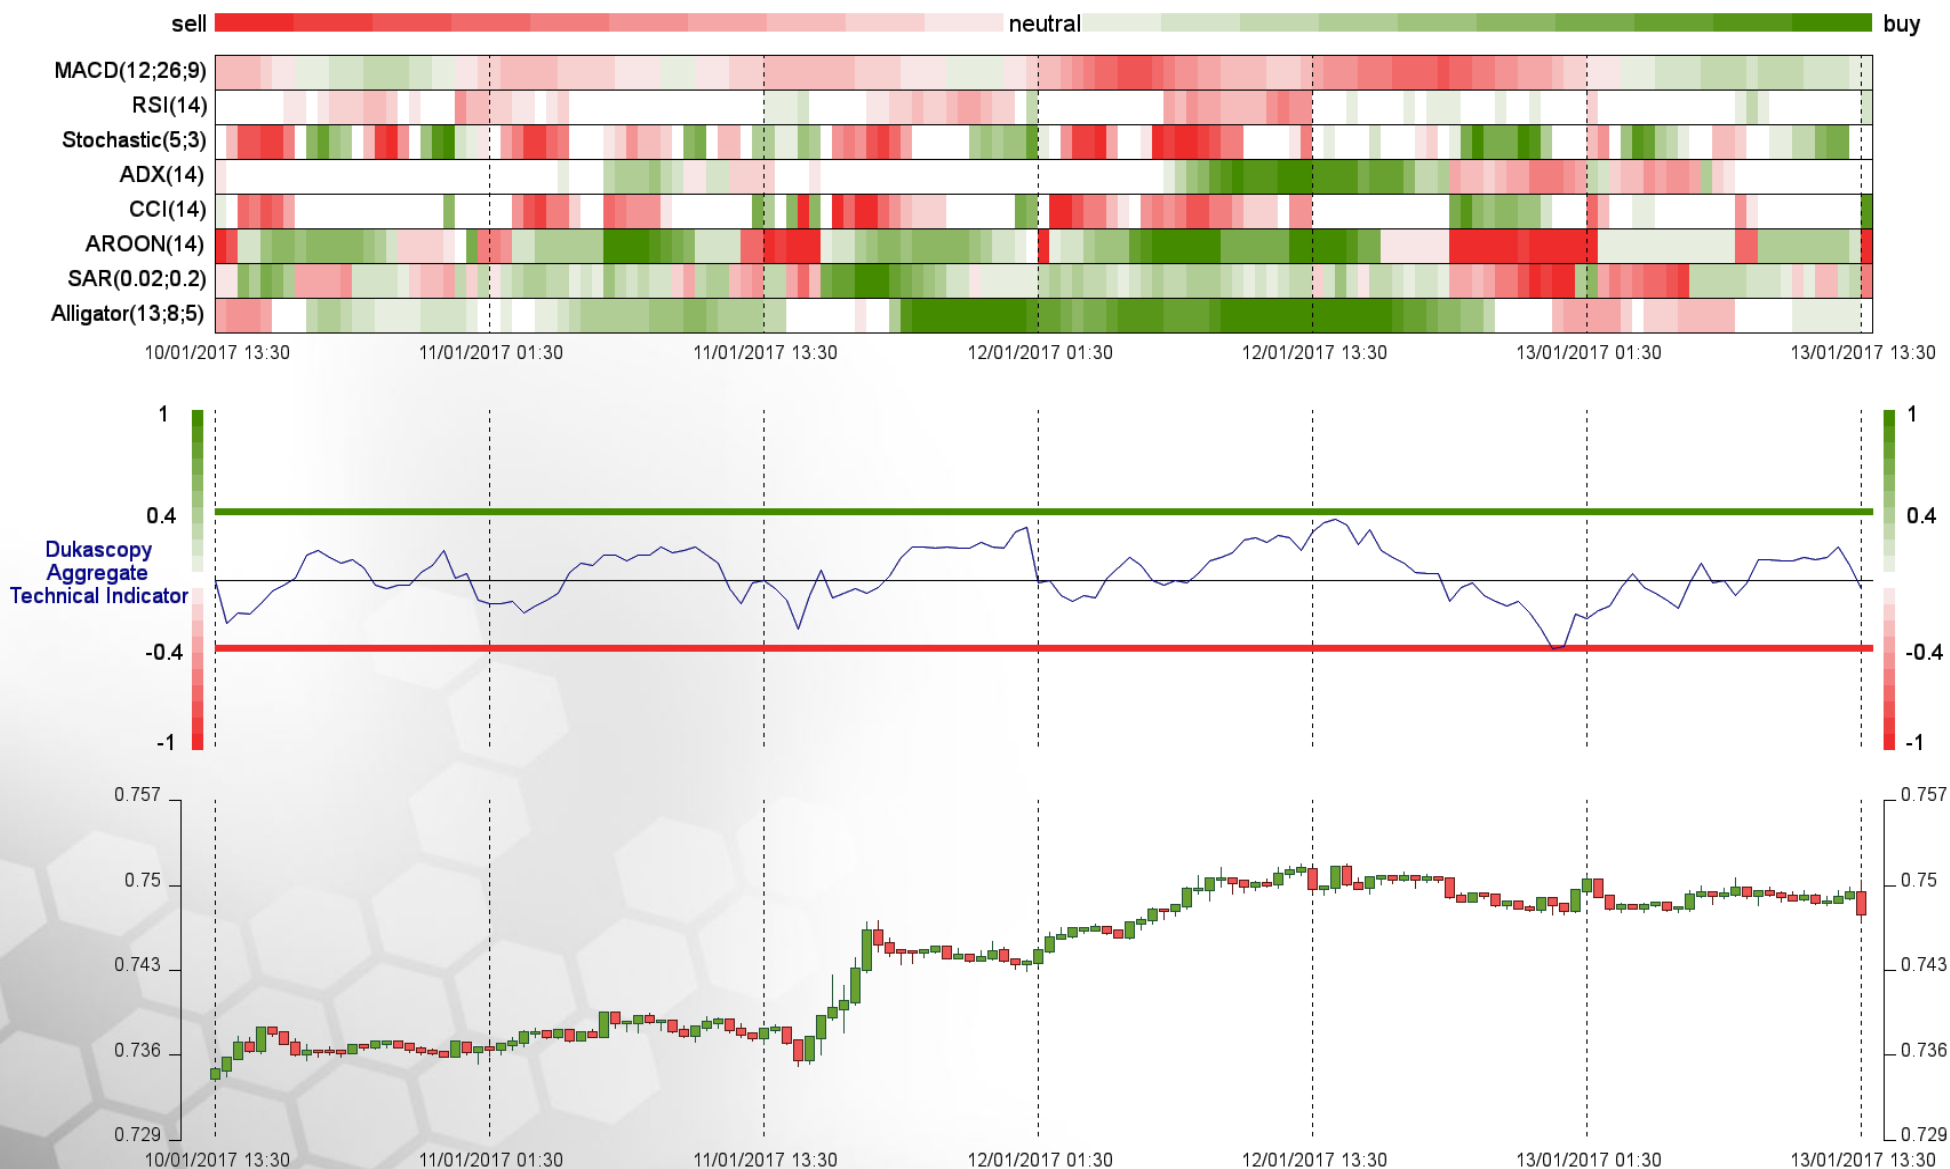 sell neutral buy
MACD(12;26;9)
RSI(14)
Stochastic(5;3)
ADX(14)
CCI(14)
AROON(14)
SAR(0.02;0.2)
Alligator(13;8;5)
10/01/2017 13:30 11/01/2017 01:30 11/01/2017 13:30 12/01/2017 01:30 12/01/2017 13:30 13/01/2017 01:30 13/01/2017 13:30
1 1
0.4 0.4
Dukascopy
Aggregate
Technical Indicator
-0.4 -0.4
-1 -1
0.757 0.757
0.75 0.75
0.743 0.743
0.736 0.736
0.729 0.729
10/01/2017 13:30 11/01/2017 01:30 11/01/2017 13:30 12/01/2017 01:30 12/01/2017 13:30 13/01/2017 01:30 13/01/2017 13:30